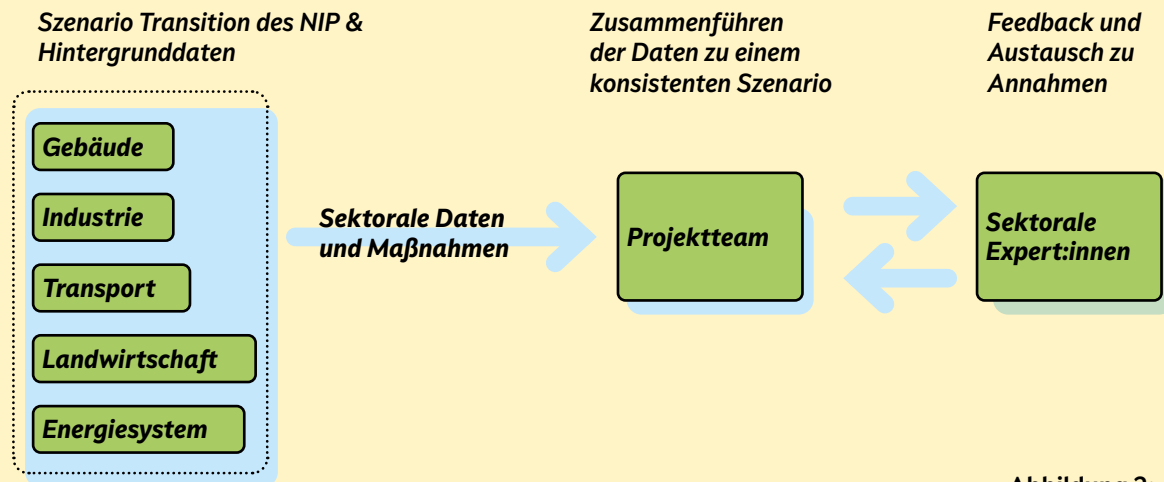 Szenario Transition des NIP &
Hintergrunddaten
Zusammenführen
der Daten zu einem
konsistenten Szenario
Feedback und
Austausch zu
Annahmen
Gebäude
Industrie
Transport
Landwirtschaft
Energiesystem
Sektorale Daten
und Maßnahmen
Projektteam
Sektorale
Expert:innen